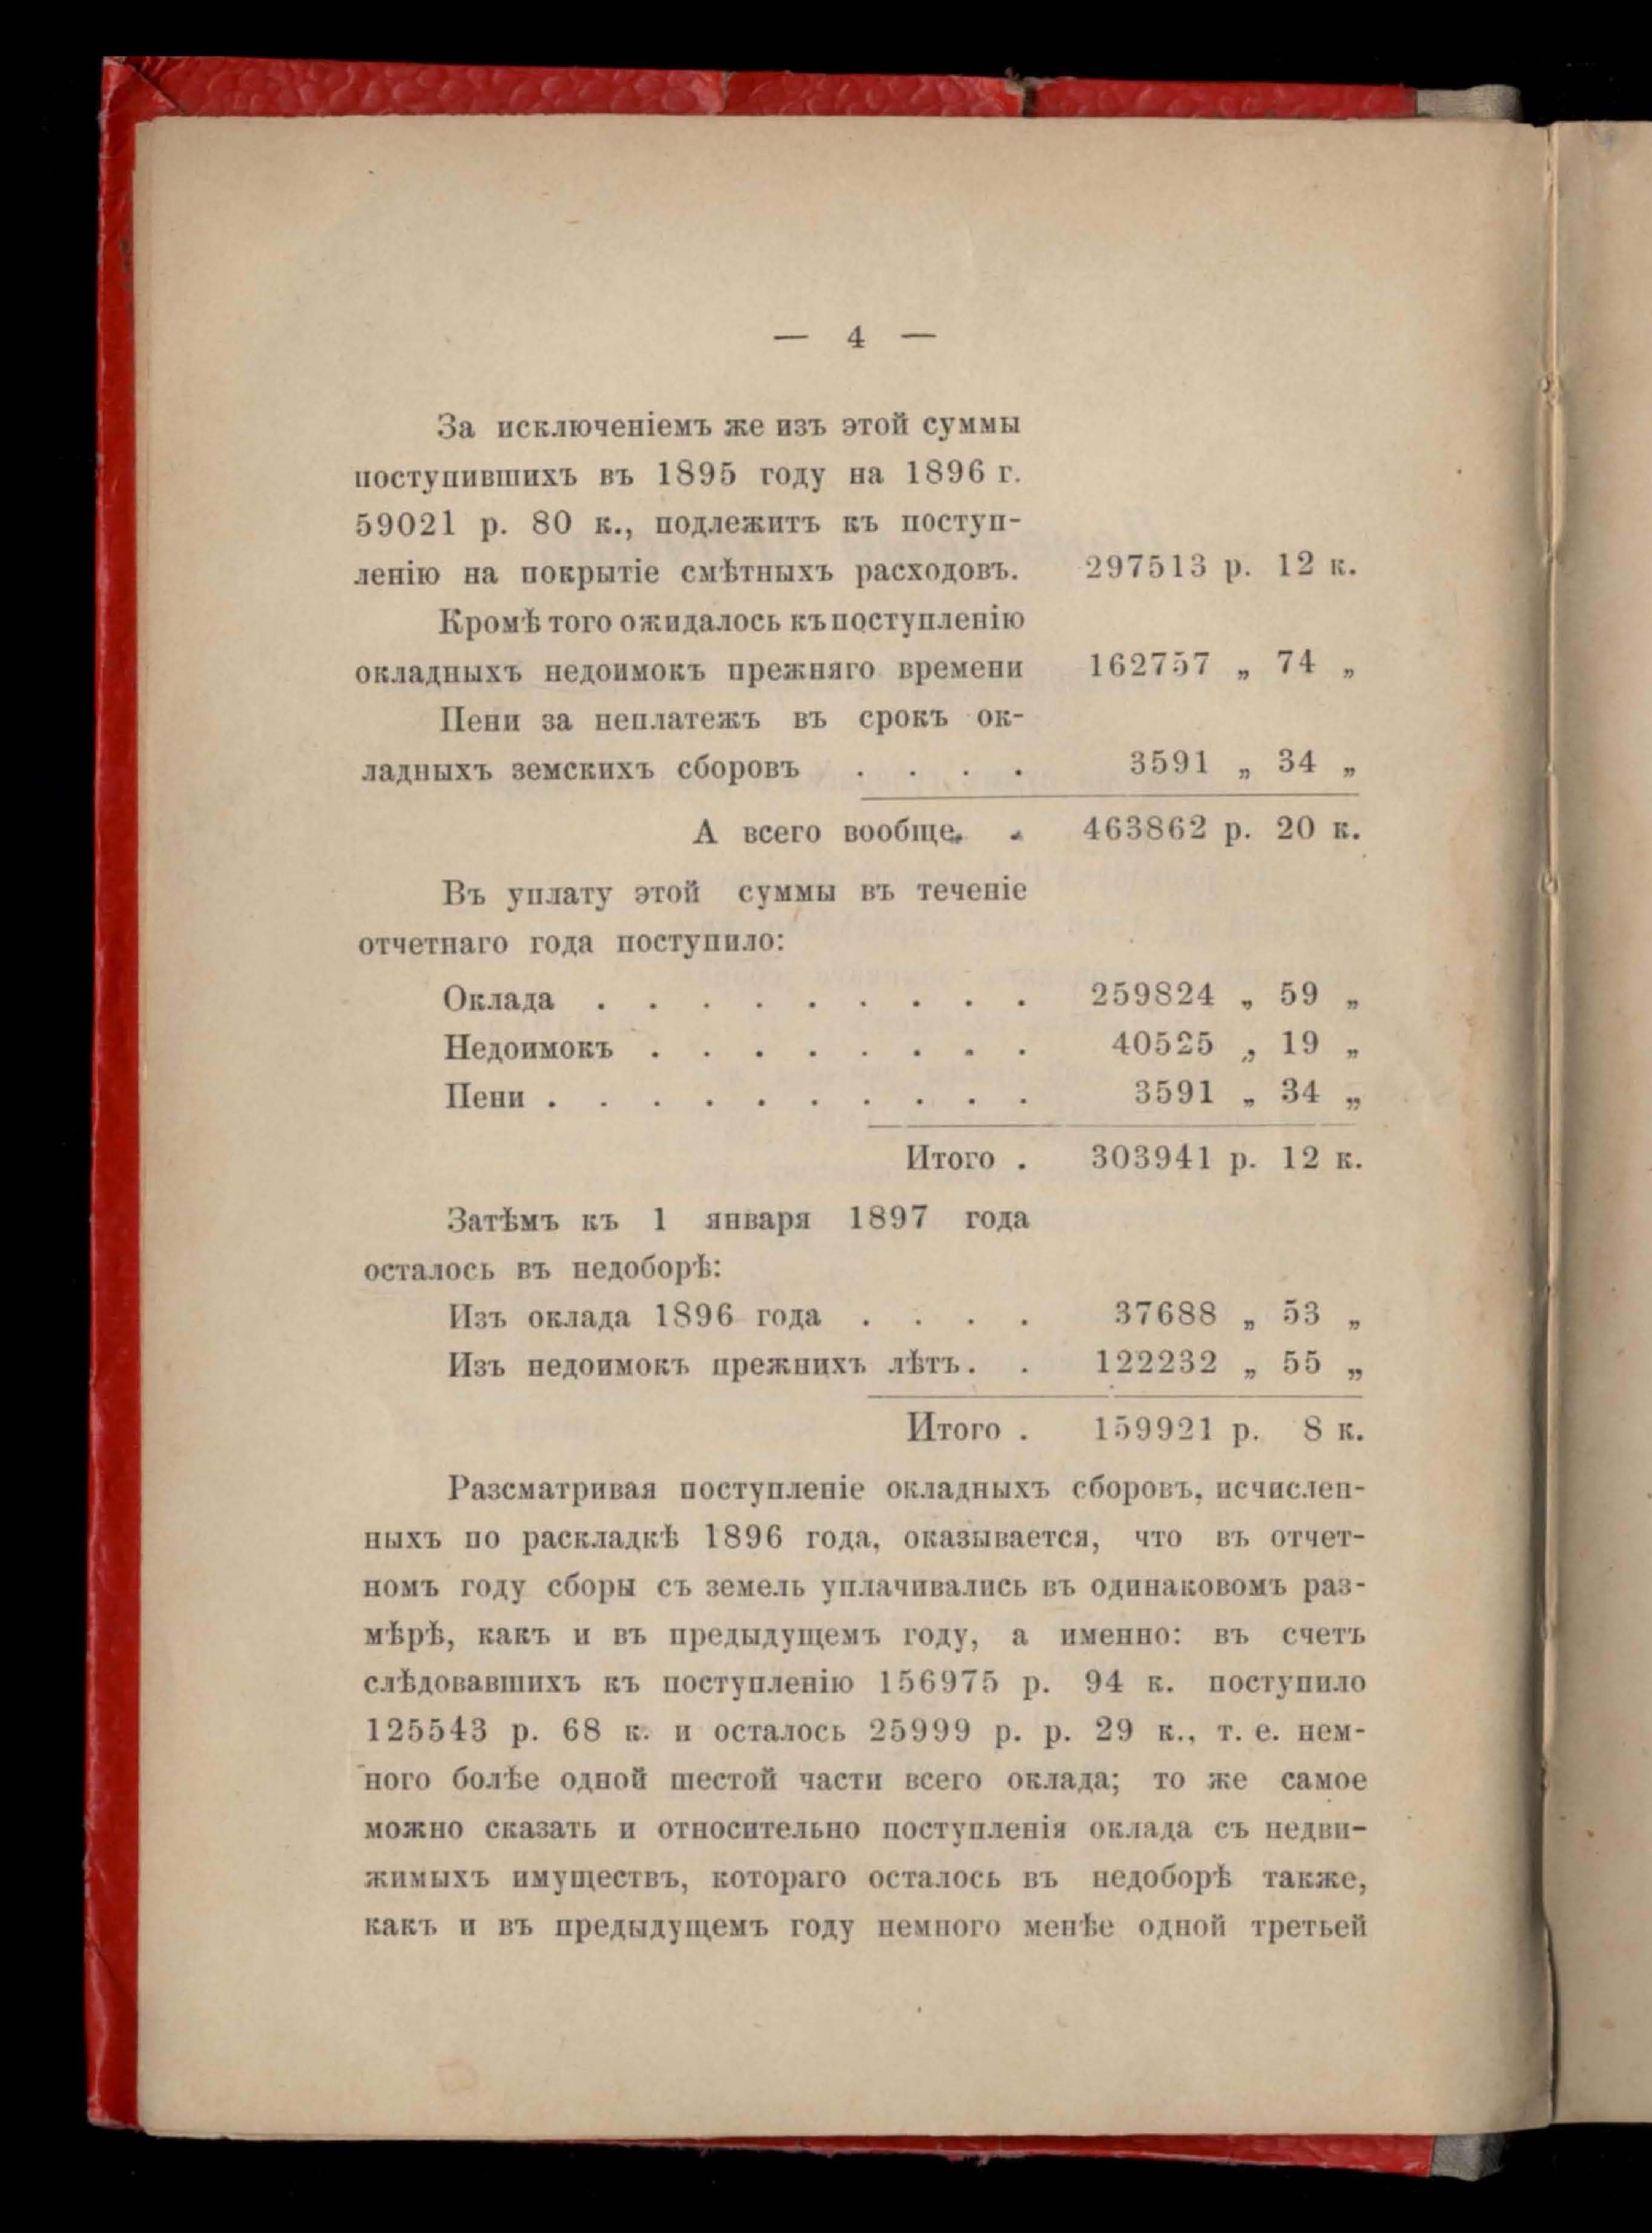 — 4 —
За исключеніемъ же изъ этой суммы
поступившихъ въ 1895 году на 1896 г.
59021 р. 80 к., подлежитъ къ поступ-
ленію на покрытіе смѣтныхъ расходовъ. 297513 р. 12 к.
Кромѣ того ожидалось къ поступленію
окладныхъ недоимокъ прежняго времени 162757 „ 74 „
Пени за неплатежъ въ срокъ ок-
ладныхъ земскихъ сборовъ . . . . 3591 „ 34 „
А всего вообще. . 463862 р. 20 к.
Въ уплату этой суммы въ теченіе
отчетнаго года поступило:
Оклада . . . . . . . . . 259824 „ 59 „
Недоимокъ . . . . . . . . 40525 „ 19 „
Пени . . . . . . . . . . 3591 „ 34 „
Итого . 303941 р. 12 к.
Затѣмъ къ 1 января 1897 года
осталось въ недоборѣ:
Изъ оклада 1896 года . . . . 37688 „ 53 „
Изъ недоимокъ прежнихъ лѣтъ. . 122232 „ 55 „
Итого . 159921 р. 8 к.
Разсматривая поступленіе окладныхъ сборовъ, исчислен-
ныхъ по раскладкѣ 1896 года, оказывается, что въ отчет-
номъ году сборы съ земель уплачивались въ одинаковомъ раз-
мѣрѣ, какъ и въ предыдущемъ году, а именно: въ счетъ
слѣдовавшихъ къ поступленію 156975 р. 94 к. поступило
125543 р. 68 к. и осталось 25999 р. р. 29 к., т. е. нем-
ного болѣе одной шестой части всего оклада; то же самое
можно сказать и относительно поступленія оклада съ недви-
жимыхъ имуществъ, котораго осталось въ недоборѣ также,
какъ и въ предыдущемъ году немного менѣе одной третьей